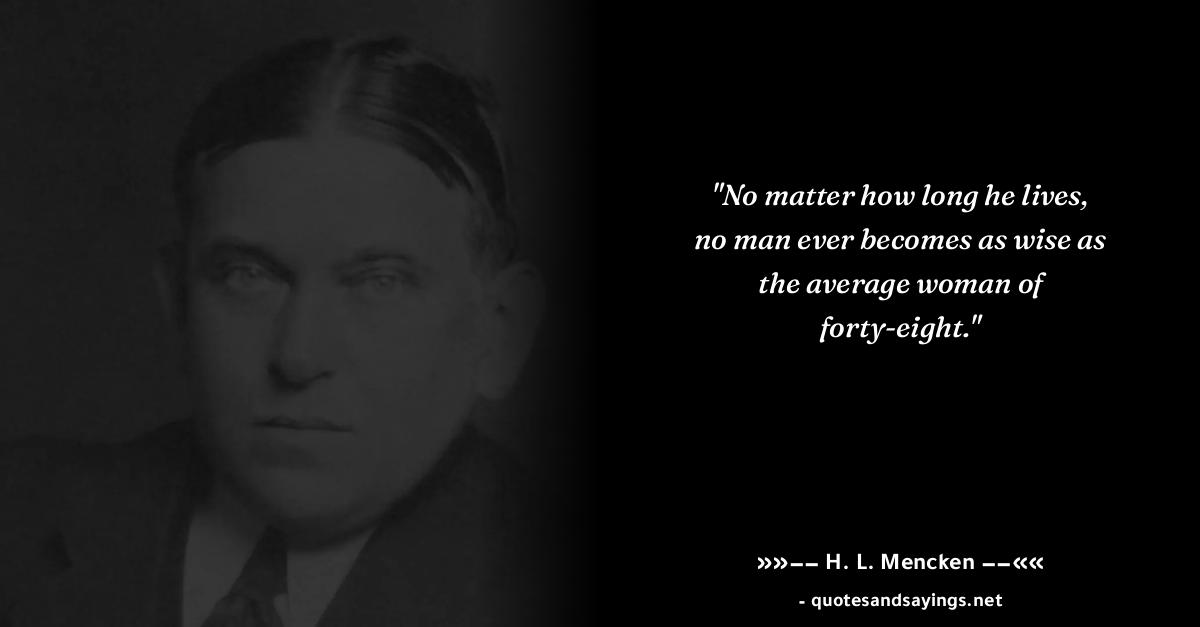 "No matter how long he lives,
no man ever becomes as wise as
the average woman of
forty-eight."
»»–– H. L. Mencken ––««
- quotesandsayings.net